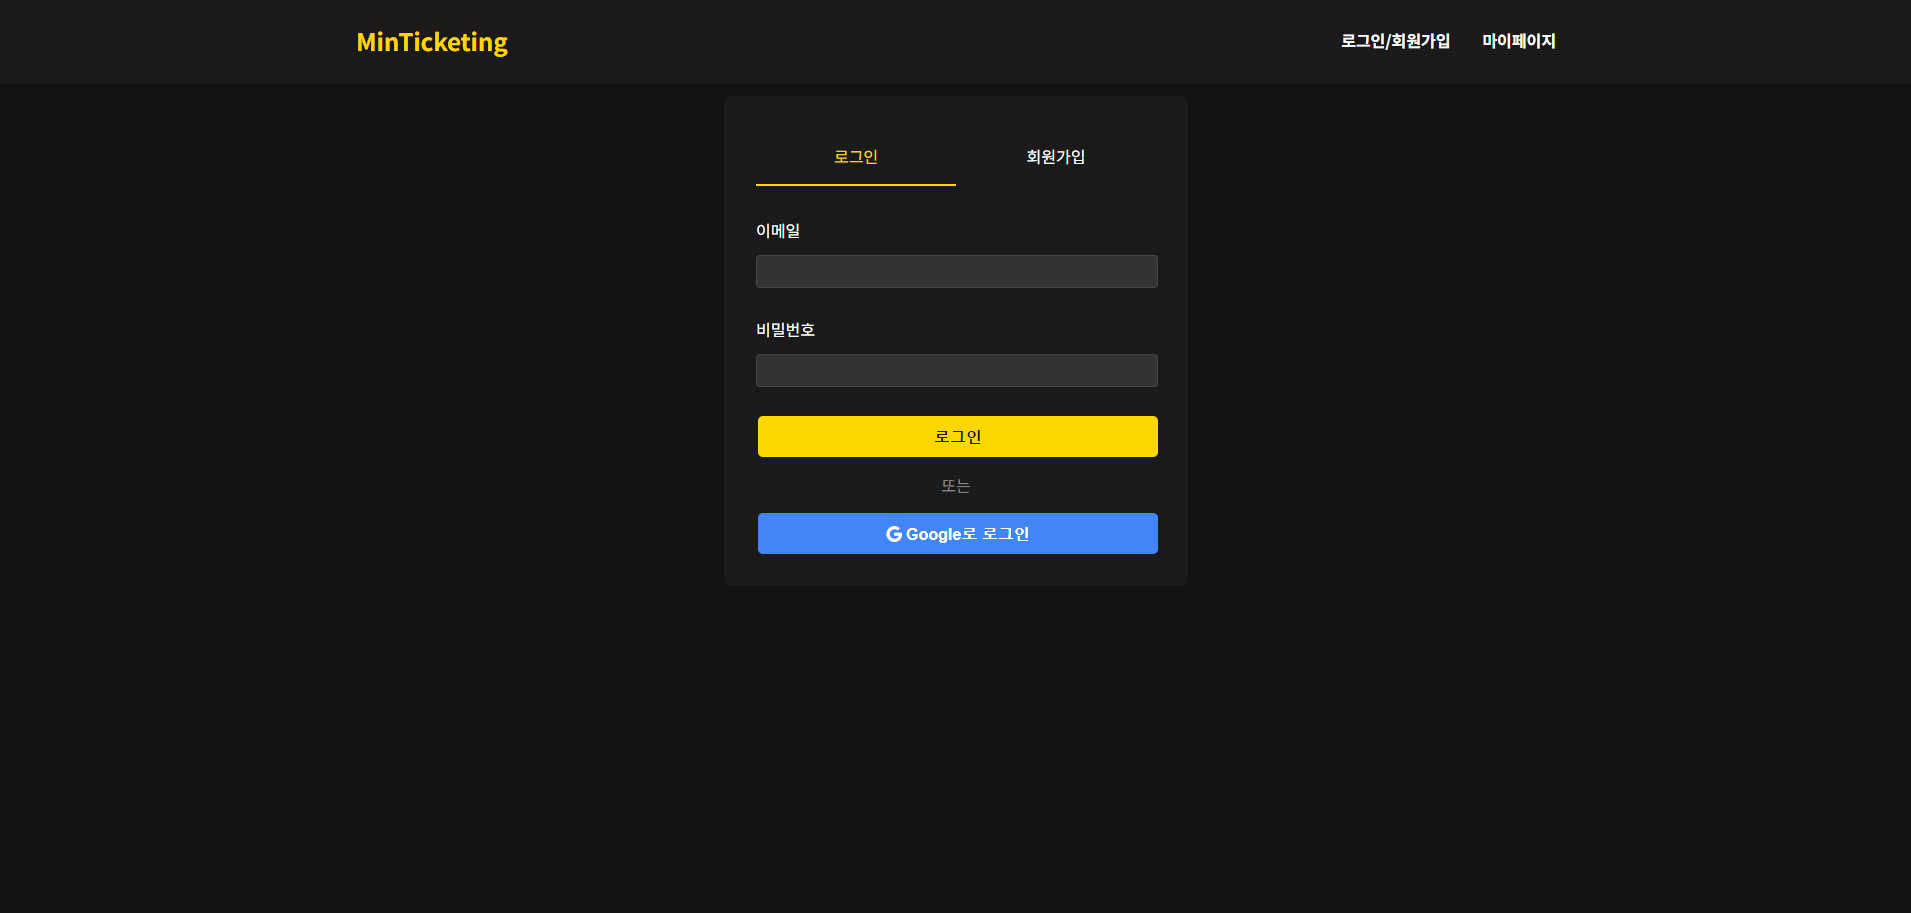 MinTicketing
로그인/회원가입 마이페이지
로그인 회원가입
이메일
비밀번호
로그인
또는
Google로 로그인